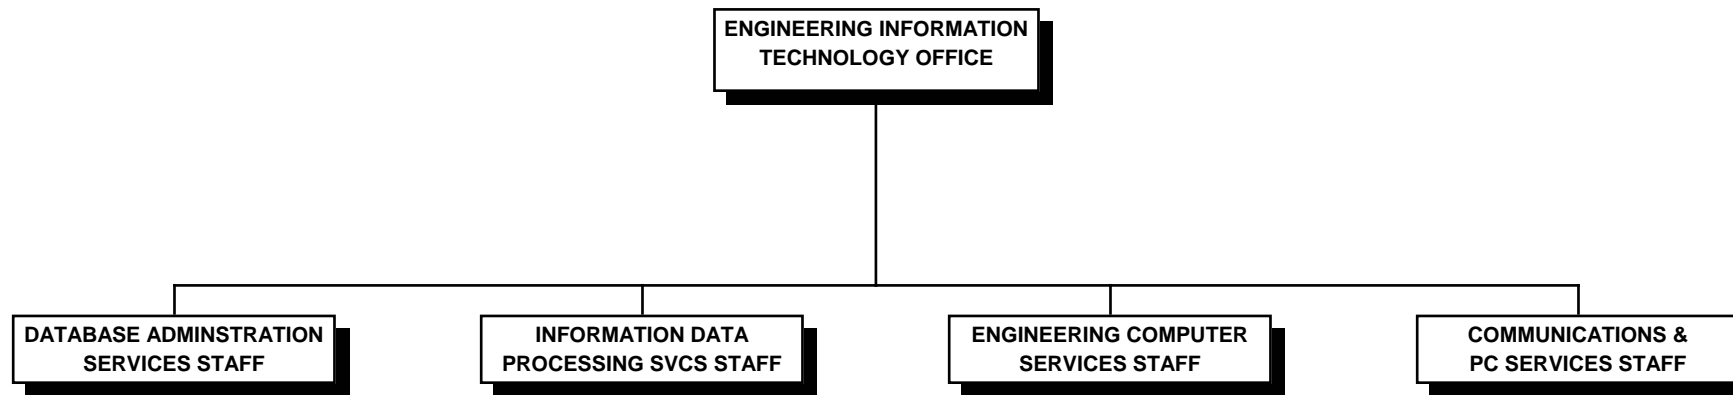 ENGINEERING INFORMATION
TECHNOLOGY OFFICE
DATABASE ADMINSTRATION
SERVICES STAFF
INFORMATION DATA
PROCESSING SVCS STAFF
ENGINEERING COMPUTER
SERVICES STAFF
COMMUNICATIONS &
PC SERVICES STAFF